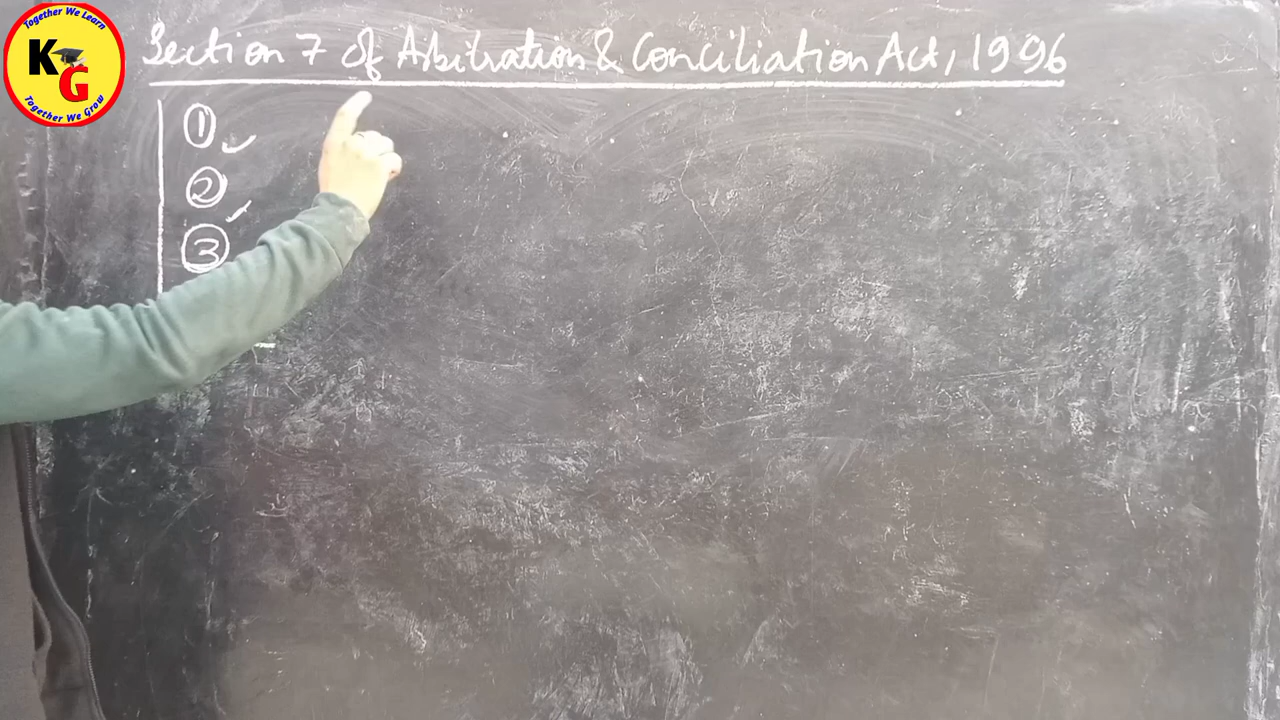 Together We Learn
KG
Together We Grow
Section 7 Of Arbitration & Conciliation Act, 1996
1
2
3